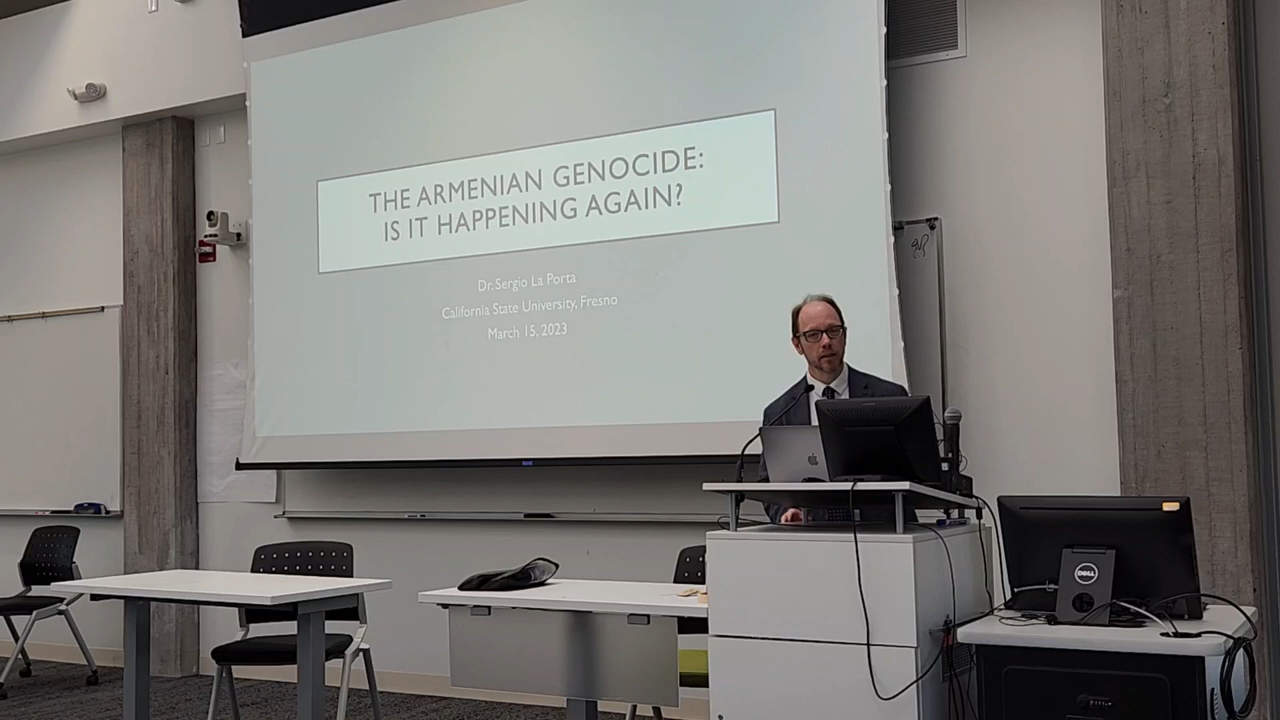 THE ARMENIAN GENOCIDE:
IS IT HAPPENING AGAIN?
Dr. Sergio La Porta
California State University, Fresno
March 15, 2023
DELL